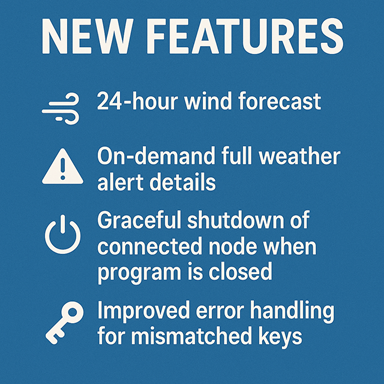 NEW FEATURES
24-hour wind forecast
On-demand full weather
alert details
Graceful shutdown of
connected node when
program is closed
Improved error handling
for mismatched keys